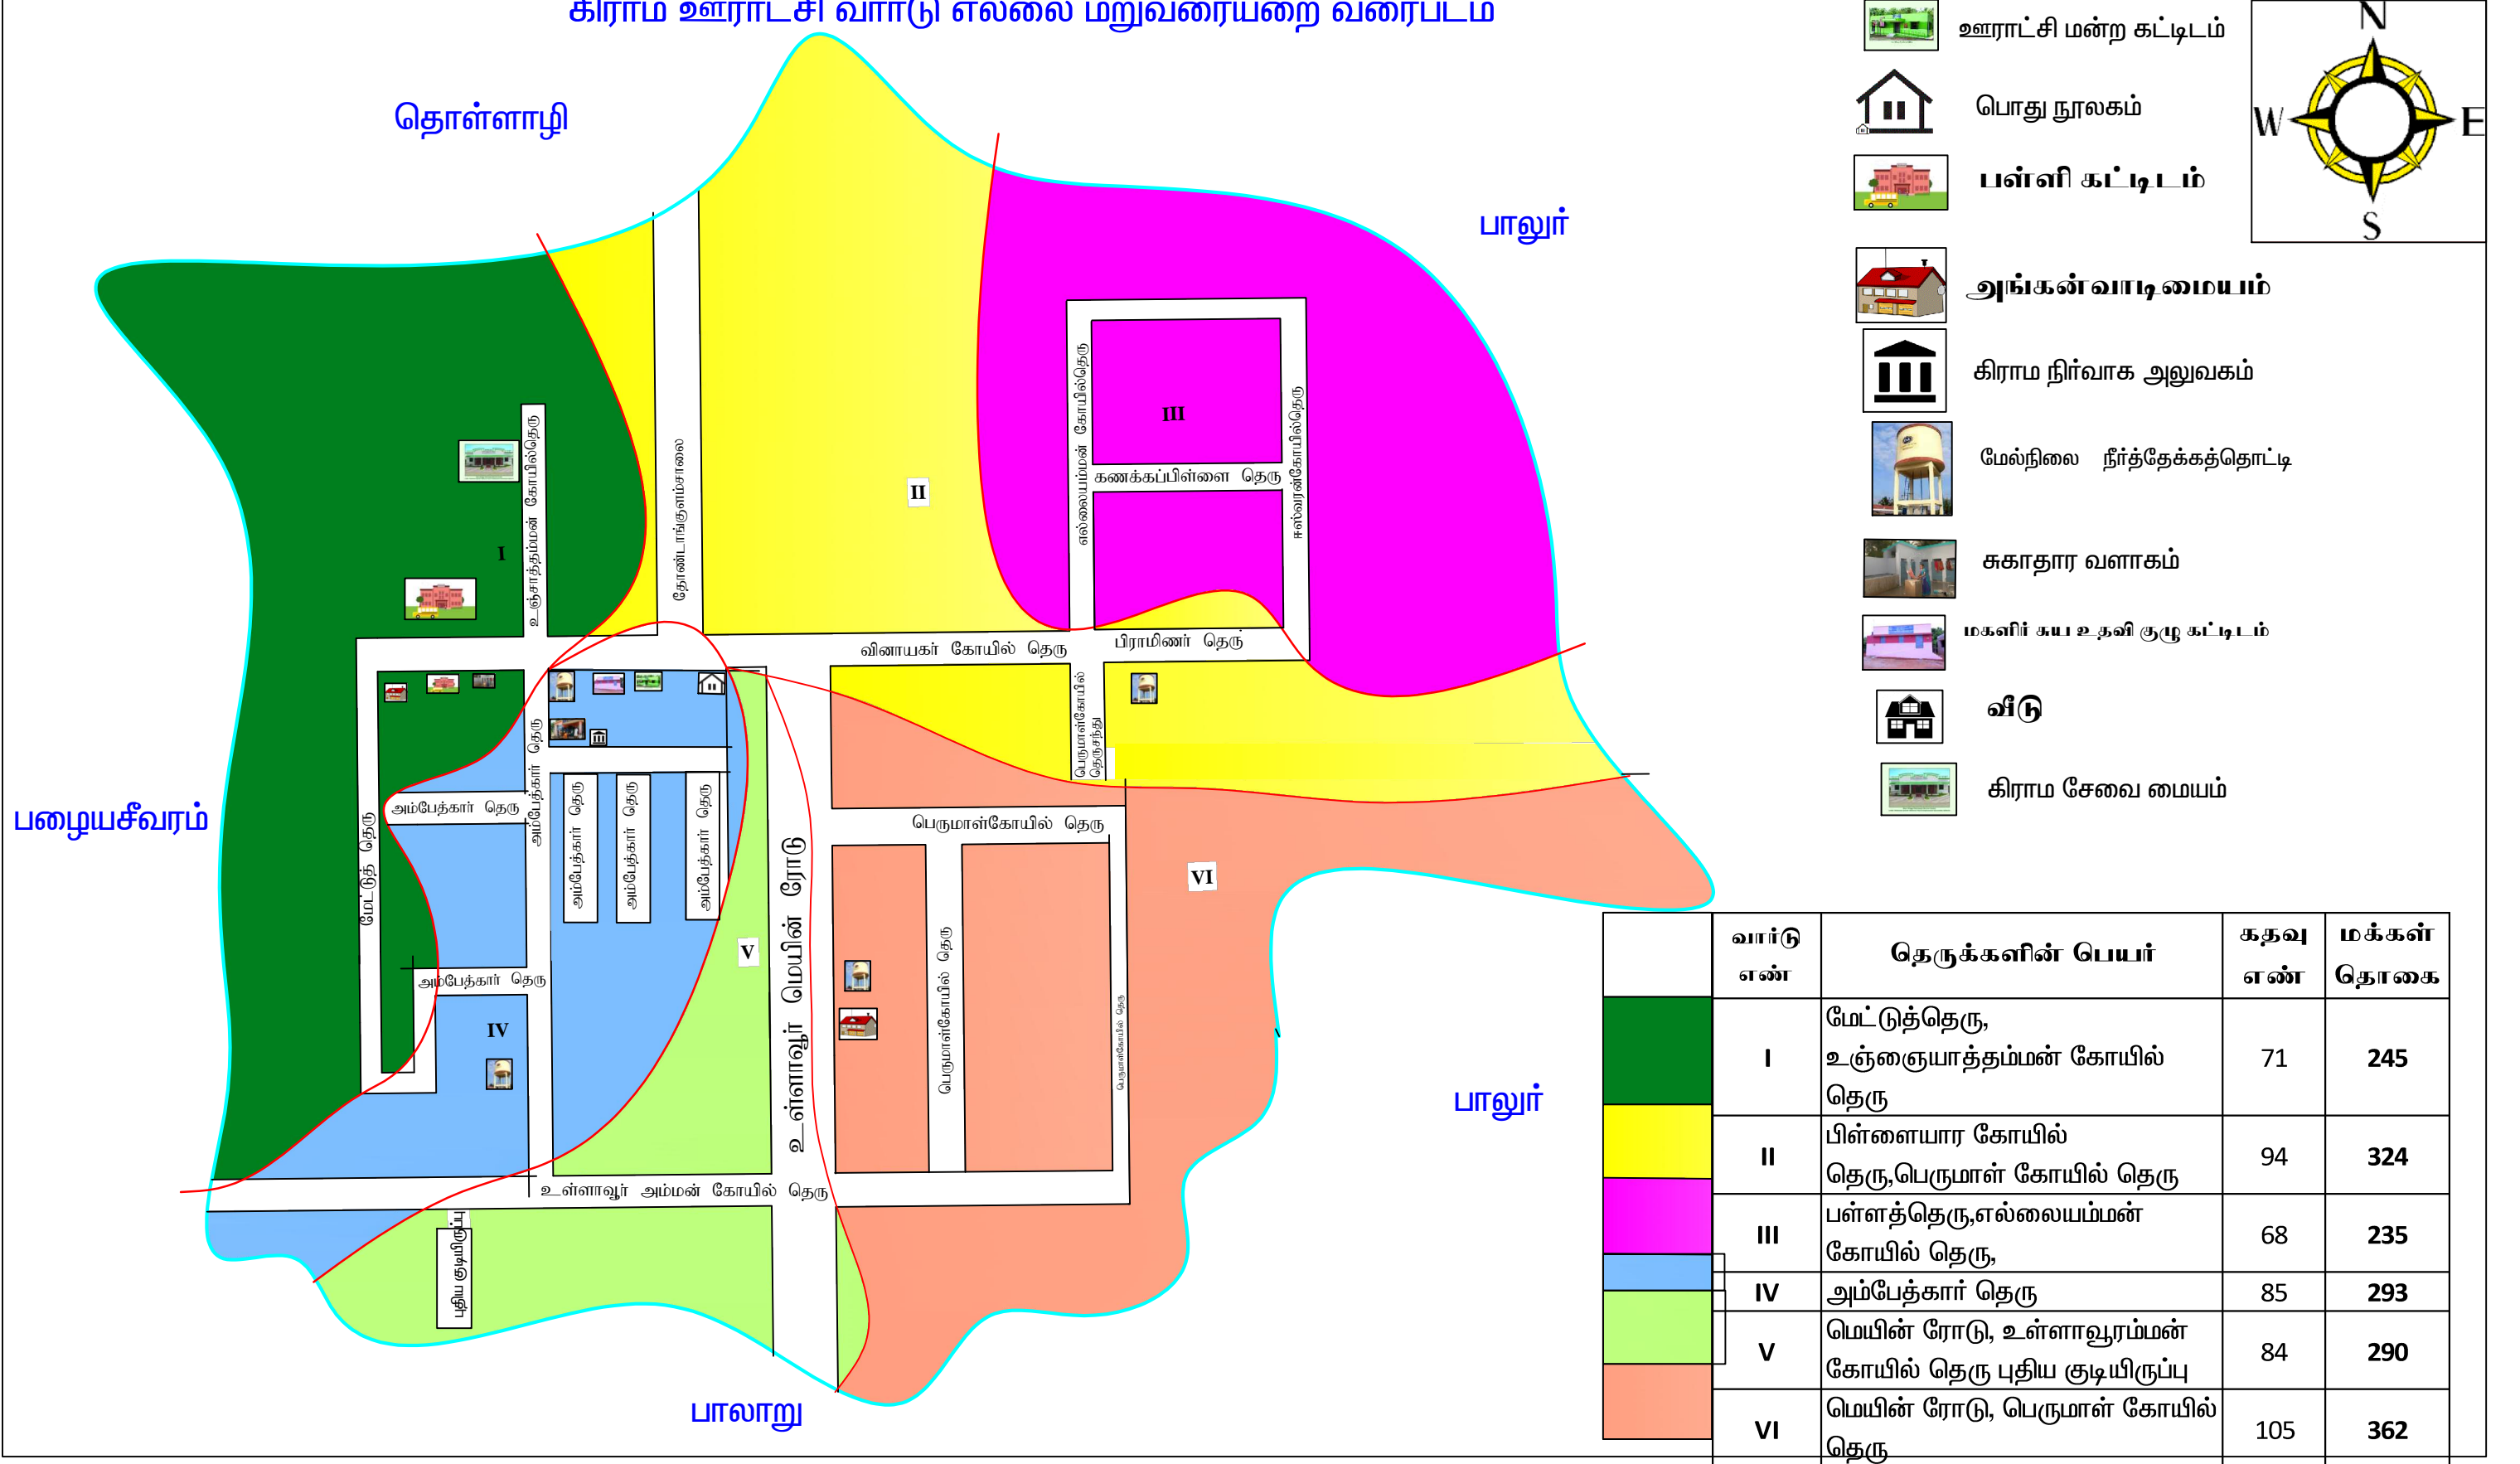 கிராம ஊராட்சி வார்டு எல்லை மறுவரையறை வரைபடம்
தொள்ளாழி
பாலுர்
பழையசீவரம்
பாலுர்
பாலாறு
N
W
E
S
ஊராட்சி மன்ற கட்டிடம்
பொது நூலகம்
பள்ளி கட்டிடம்
அங்கன்வாடிமையம்
கிராம நிர்வாக அலுவகம்
மேல்நிலை நீர்த்தேக்கத்தொட்டி
சுகாதார வளாகம்
மகளிர் சுய உதவி குழு கட்டிடம்
வீடு
கிராம சேவை மையம்
I
II
III
IV
V
VI
உஞ்சாத்தம்மன் கோயில்தெரு
தோண்டாங்குளம்சாலை
எல்லையம்மன் கோயில்தெரு
கணக்கப்பிள்ளை தெரு
ஈஸ்வரன்கோயில்தெரு
வினாயகர் கோயில் தெரு
பிராமிணர் தெரு
பெருமாள்கோயில்
தெருசந்து
மேட்டுத் தெரு
அம்பேத்கார் தெரு
அம்பேத்கார் தெரு
அம்பேத்கார் தெரு
அம்பேத்கார் தெரு
அம்பேத்கார் தெரு
அம்பேத்கார் தெரு
உள்ளாவூர் மெயின் ரோடு
பெருமாள்கோயில் தெரு
பெருமாள்கோயில் தெரு
பெருமாள்கோயில் தெரு
உள்ளாவூர் அம்மன் கோயில் தெரு
புதிய குடியிருப்பு
வார்டு எண் தெருக்களின் பெயர் கதவு எண் மக்கள் தொகை
I மேட்டுத்தெரு, 71 245
உஞ்ஞையாத்தம்மன் கோயில்
தெரு
II பிள்ளையார கோயில் 94 324
தெரு,பெருமாள் கோயில் தெரு
III பள்ளத்தெரு,எல்லையம்மன் 68 235
கோயில் தெரு,
IV அம்பேத்கார் தெரு 85 293
V மெயின் ரோடு, உள்ளாவூரம்மன் 84 290
கோயில் தெரு புதிய குடியிருப்பு
VI மெயின் ரோடு, பெருமாள் கோயில் 105 362
தெரு